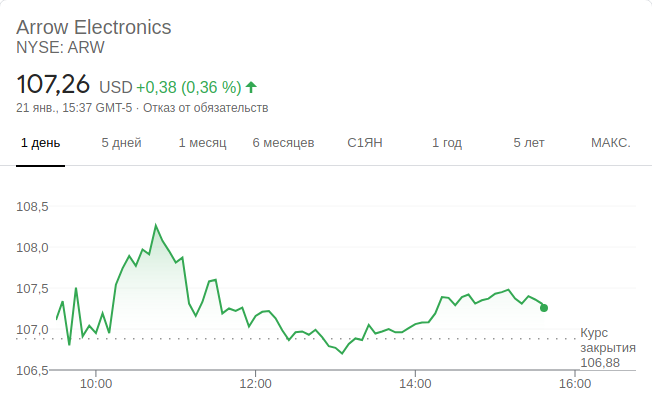 Arrow Electronics
NYSE: ARW
107,26 USD +0,38 (0,36 %)
21 янв., 15:37 GMT-5 · Отказ от обязательств
1 день 5 дней 1 месяц 6 месяцев С1ЯН 1 год 5 лет МАКС.
108,5
108,0
107,5
107,0
Курс
закрытия
106,88
106,5
10:00 12:00 14:00 16:00